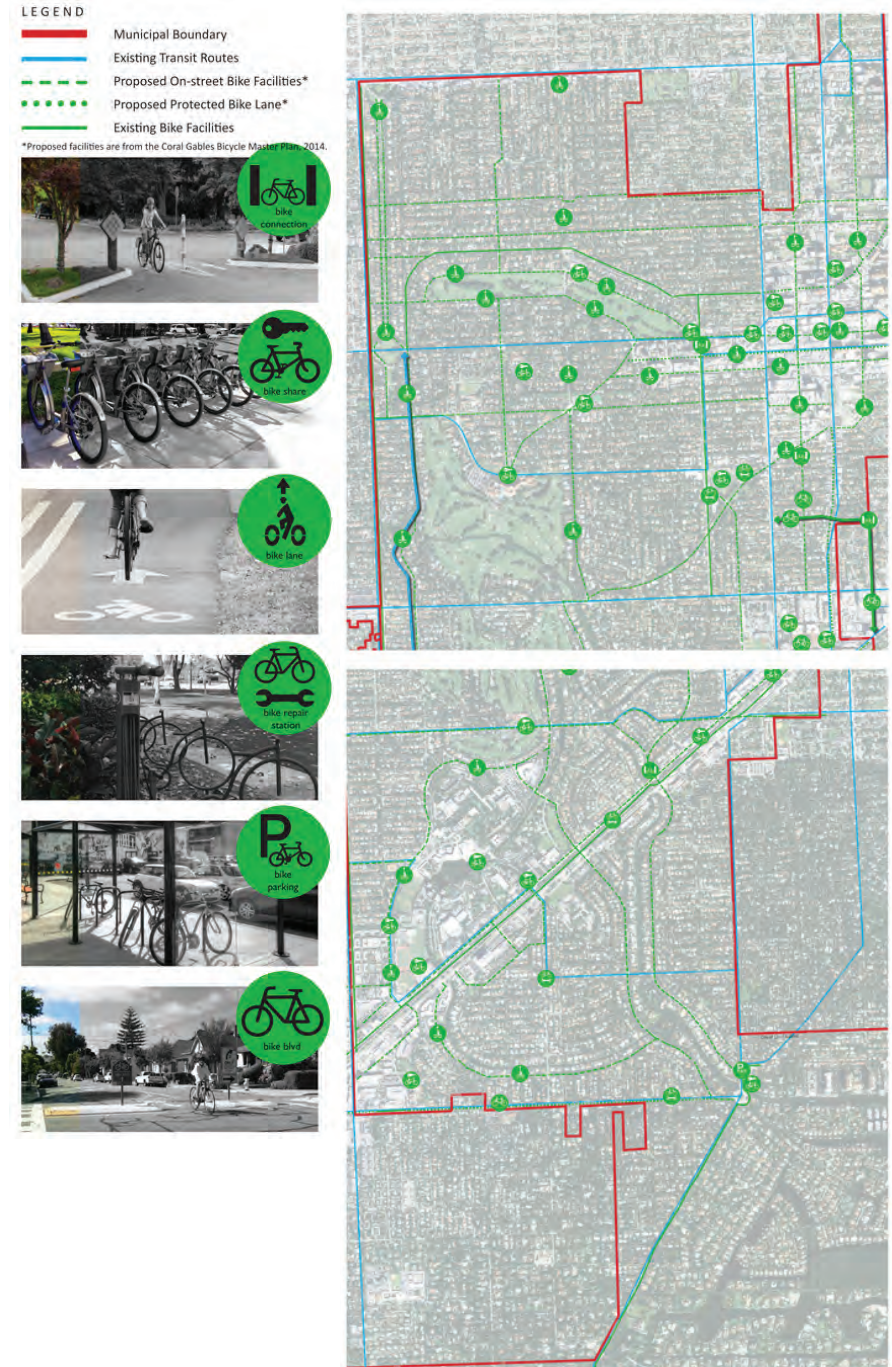 LEGEND
Municipal Boundary
Existing Transit Routes
Proposed On-street Bike Facilities*
Proposed Protected Bike Lane*
Existing Bike Facilities
*Proposed facilities are from the Coral Gables Bicycle Master Plan, 2014.
bike
connection
bike share
bike lane
bike repair
station
P
bike
parking
bike blvd